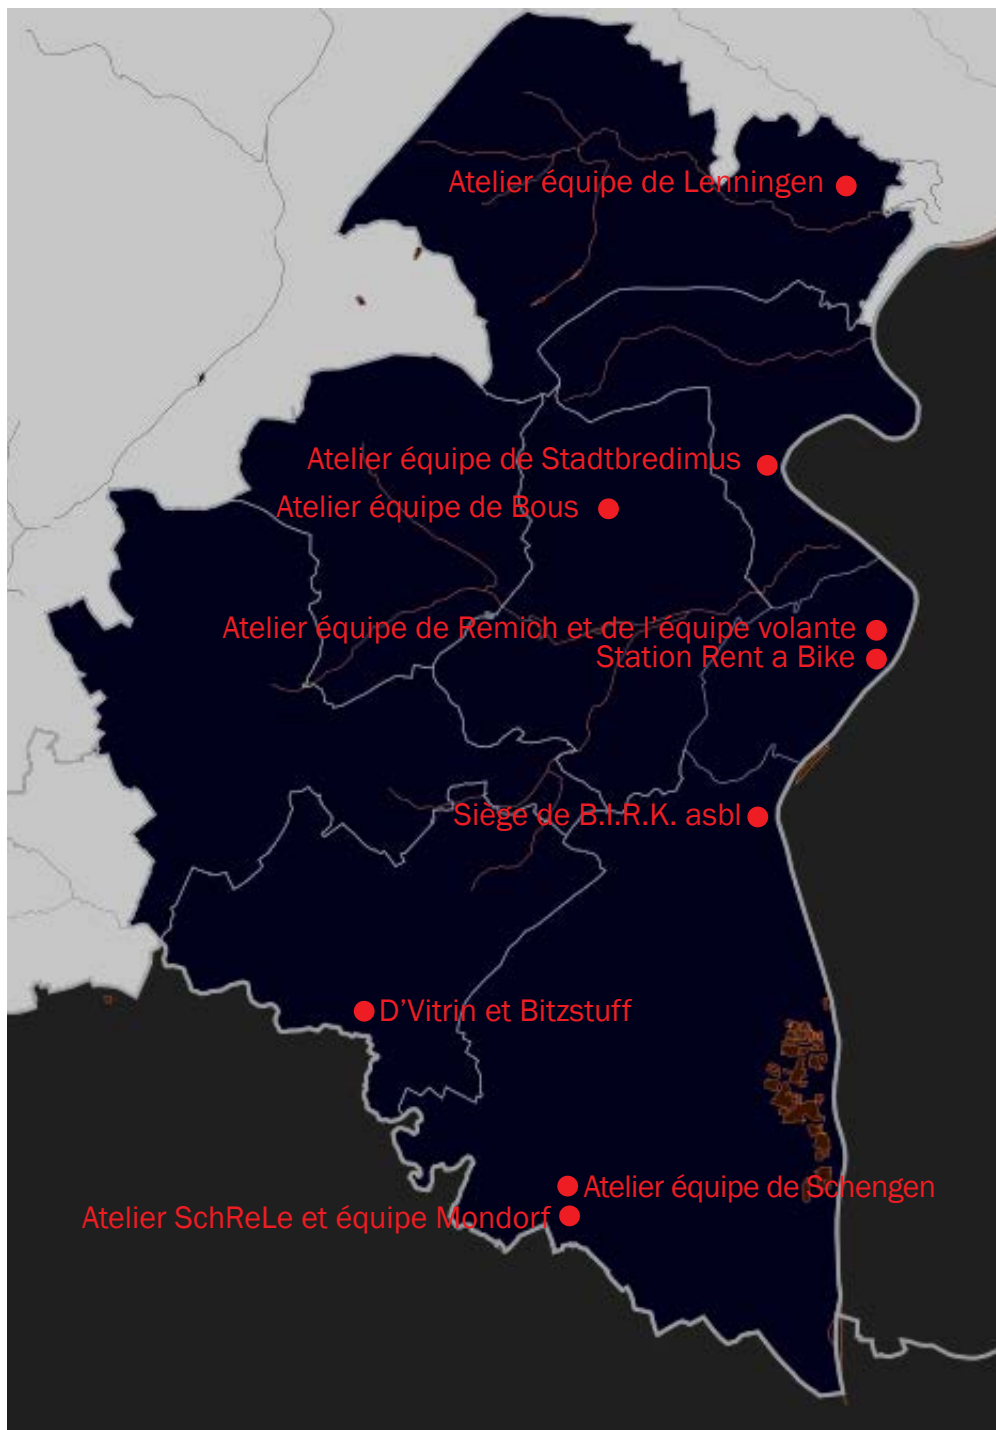 Atelier équipe de Lenningen
Atelier équipe de Stadtbredimus
Atelier équipe de Bous
Atelier équipe de Remich et de l'équipe volante
Station Rent a Bike
Siège de B.I.R.K. asbl
D'Vitrin et Bitzstuff
Atelier équipe de Schengen
Atelier SchReLe et équipe Mondorf